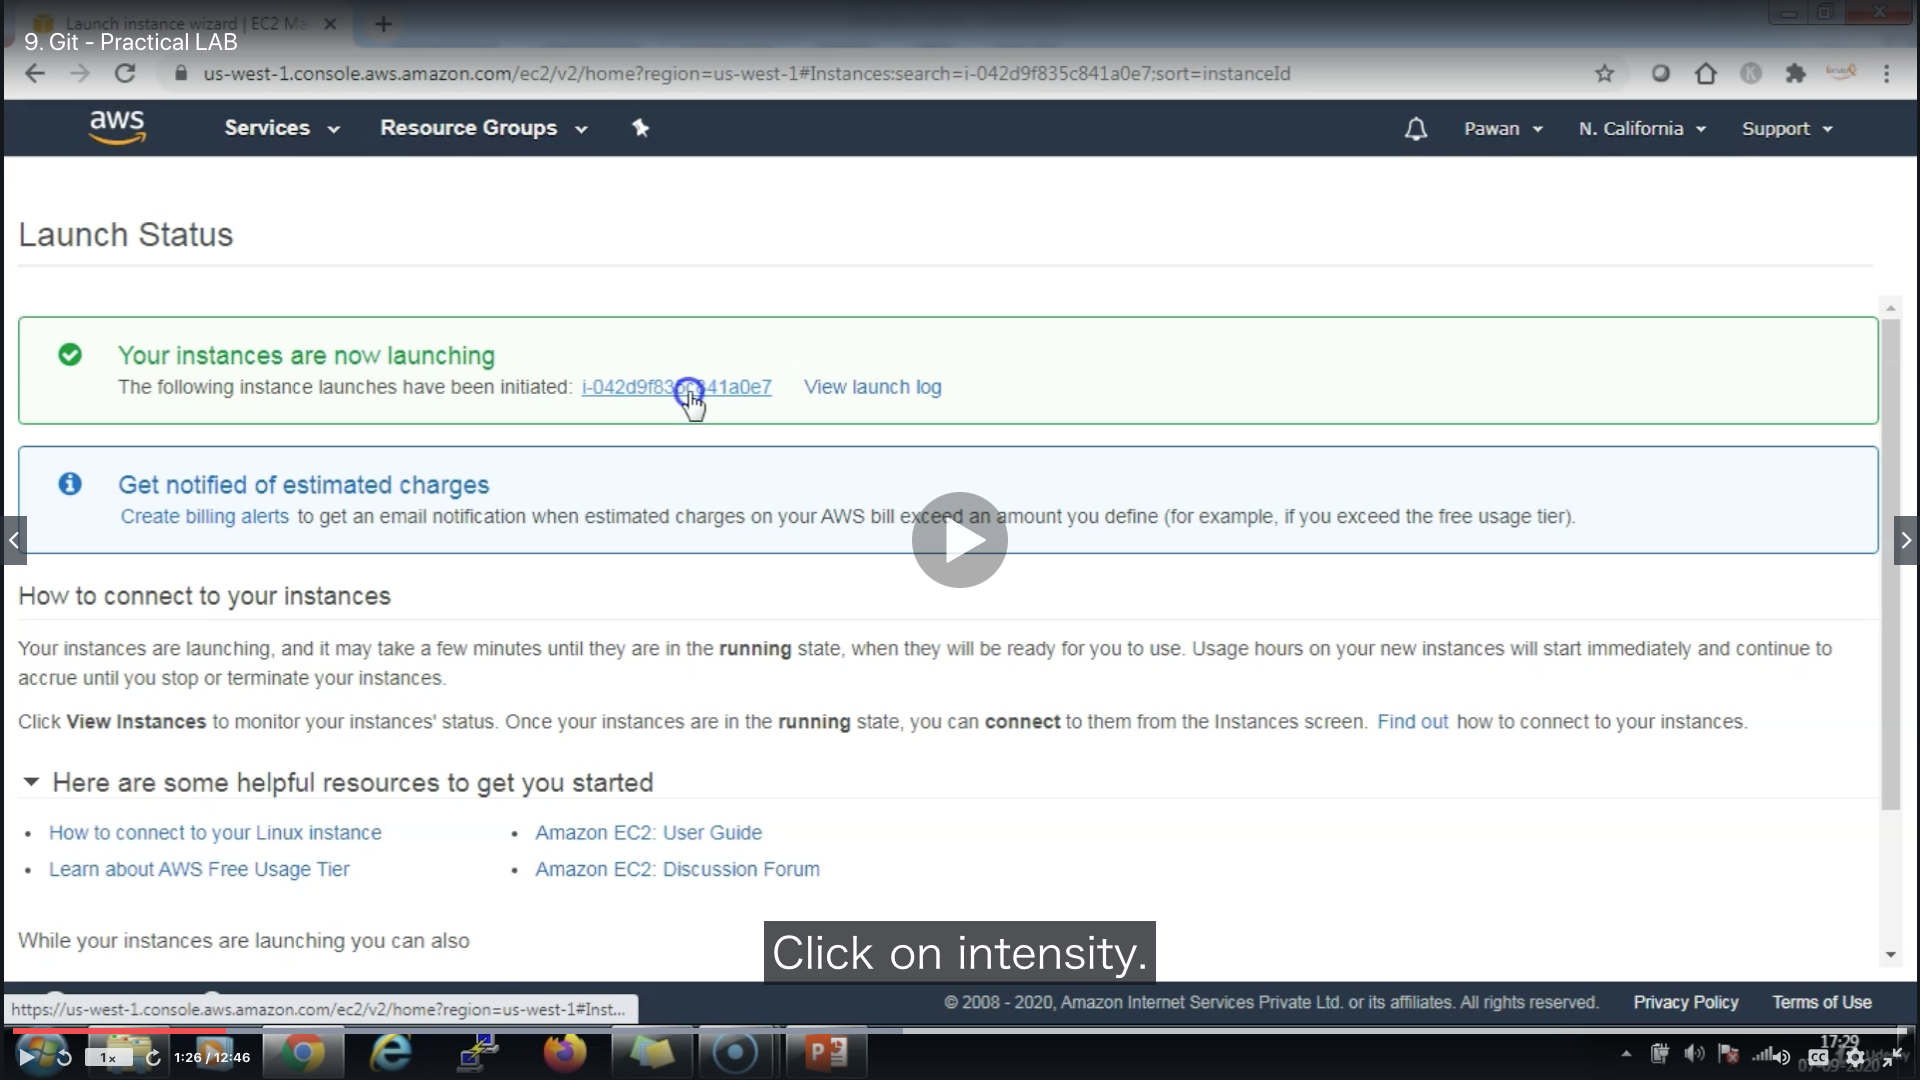 Launch instance wizard | EC2 Ma
9. Git - Practical LAB
us-west-1.console.aws.amazon.com/ec2/v2/home?region=us-west-1#Instances:search=i-042d9f835c841a0e7;sort=instanceId
K
aws Services Resource Groups Pawan N. California Support
Launch Status
Your instances are now launching
The following instance launches have been initiated: i-042d9f835c841a0e7 View launch log
Get notified of estimated charges
Create billing alerts to get an email notification when estimated charges on your AWS bill exceed an amount you define (for example, if you exceed the free usage tier).
How to connect to your instances
Your instances are launching, and it may take a few minutes until they are in the running state, when they will be ready for you to use. Usage hours on your new instances will start immediately and continue to
accrue until you stop or terminate your instances.
Click View Instances to monitor your instances' status. Once your instances are in the running state, you can connect to them from the Instances screen. Find out how to connect to your instances.
Here are some helpful resources to get you started
• How to connect to your Linux instance
• Amazon EC2: User Guide
• Learn about AWS Free Usage Tier
• Amazon EC2: Discussion Forum
While your instances are launching you can also
Click on intensity.
https://us-west-1.console.aws.amazon.com/ec2/v2/home?region=us-west-1#Inst...
© 2008 - 2020, Amazon Internet Services Private Ltd. or its affiliates. All rights reserved. Privacy Policy Terms of Use
1x 1:26 / 12:46
P
17:29
CC
07-09-2020